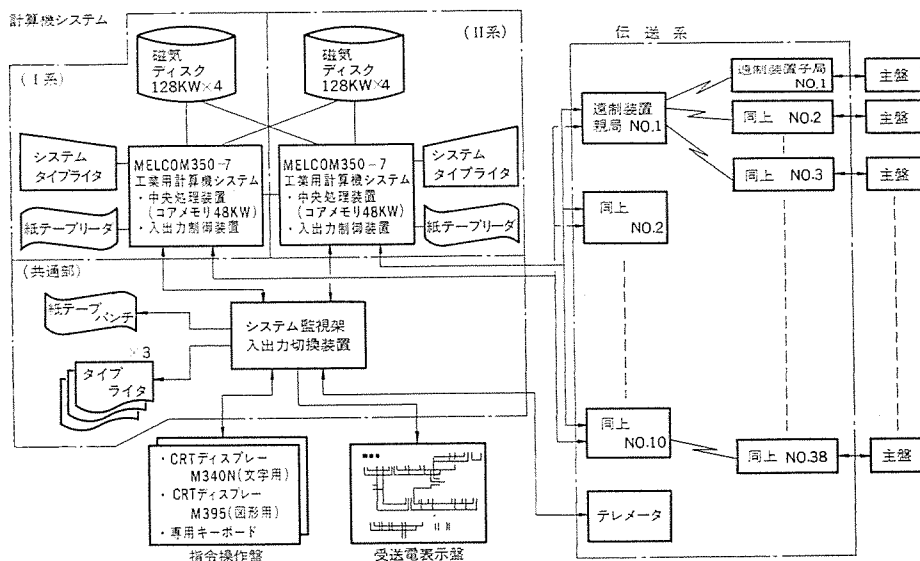 計算機システム
(I系)
磁気
ディスク
128KW×4
磁気
ディスク
128KW×4
(II系)
システム
タイプライタ
MELCOM350-7
工業用計算機システム
・中央処理装置
(コアメモリ48KW)
・入出力制御装置
MELCOM350-7
工業用計算機システム
・中央処理装置
(コアメモリ48KW)
・入出力制御装置
システム
タイプライタ
紙テープリーダ
紙テープリーダ
(共通部)
紙テープ
パンチ
×3
タイプ
ライタ
システム監視架
入出力切換装置
・CRTディスプレー
M340N(文字用)
・CRTディスプレー
M395(図形用)
・専用キーボード
指令操作盤
受送電表示盤
伝送系
遠制装置
親局 NO.1
同上
NO.2
同上
NO.10
テレメータ
遠制装置子局
NO.1
同上 NO.2
同上
NO.3
同上 NO.38
主盤
主盤
主盤
主盤